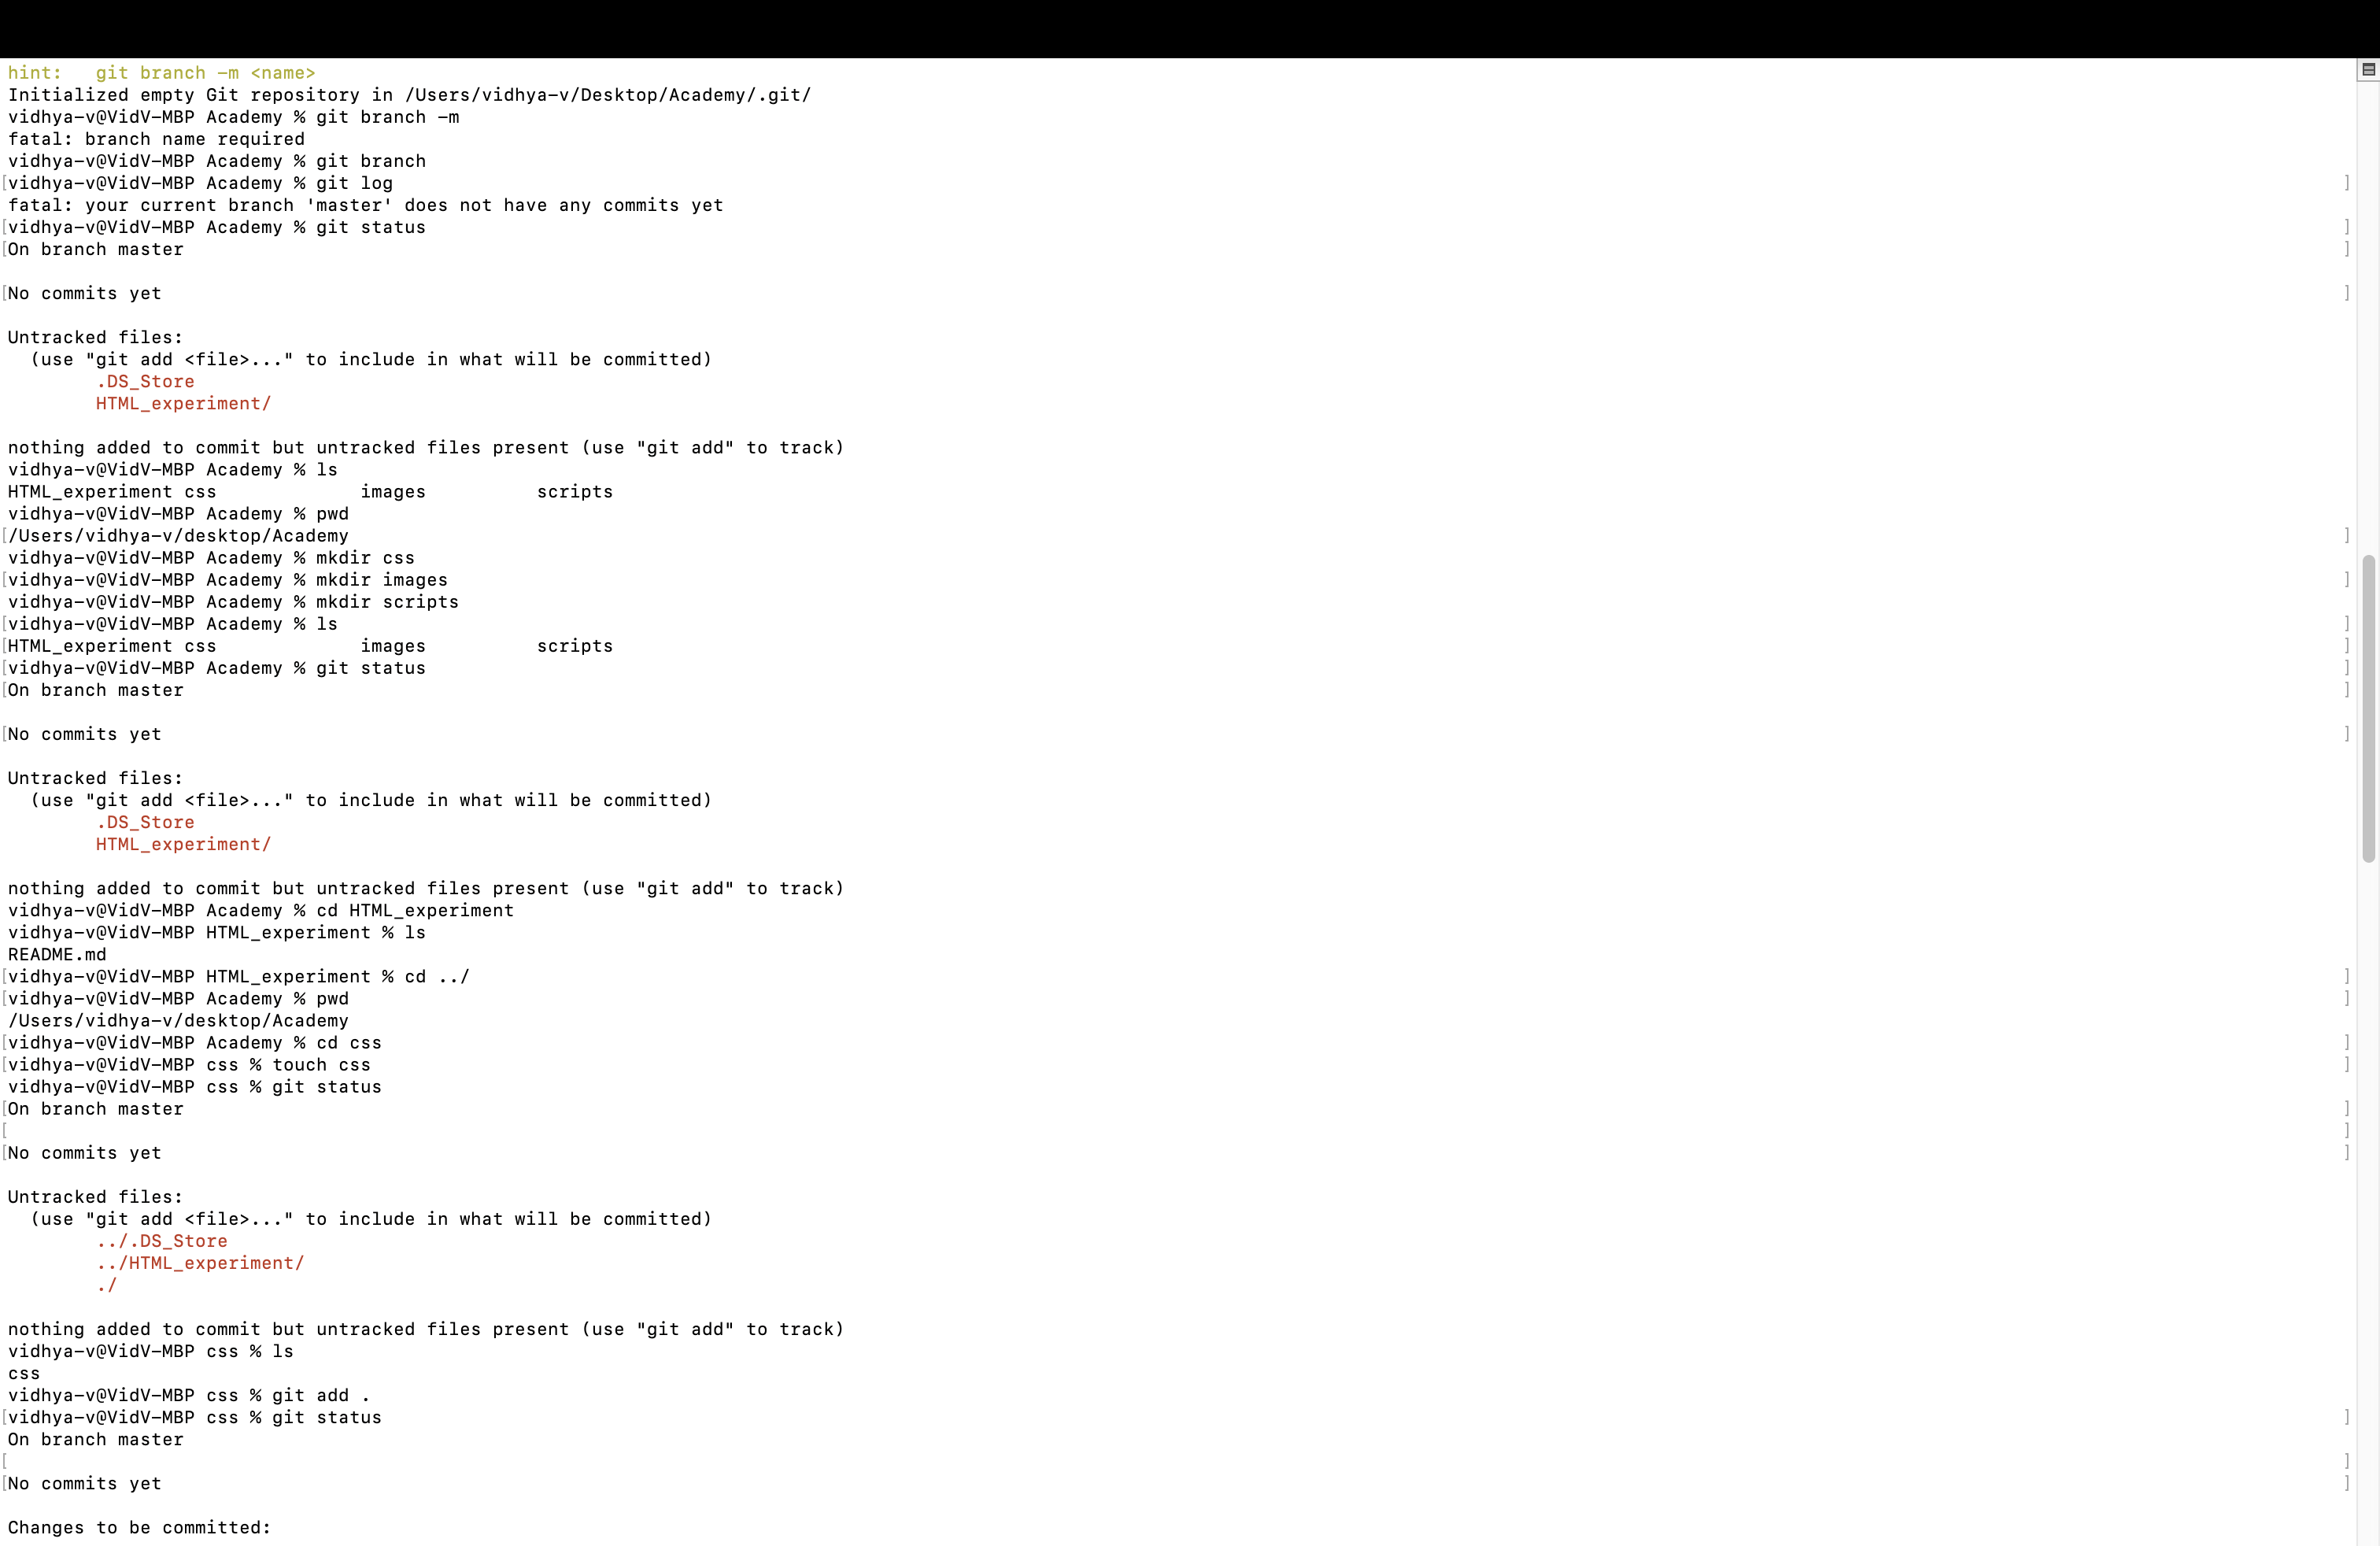 hint:   git branch -m <name>
Initialized empty Git repository in /Users/vidhya-v/Desktop/Academy/.git/
vidhya-v@VidV-MBP Academy % git branch -m
fatal: branch name required
vidhya-v@VidV-MBP Academy % git branch
[vidhya-v@VidV-MBP Academy % git log ]
fatal: your current branch 'master' does not have any commits yet
[vidhya-v@VidV-MBP Academy % git status ]
[On branch master ]
[No commits yet ]
Untracked files:
  (use "git add <file>..." to include in what will be committed)
        .DS_Store
        HTML_experiment/
nothing added to commit but untracked files present (use "git add" to track)
vidhya-v@VidV-MBP Academy % ls
HTML_experiment css             images          scripts
vidhya-v@VidV-MBP Academy % pwd
[/Users/vidhya-v/desktop/Academy ]
vidhya-v@VidV-MBP Academy % mkdir css
[vidhya-v@VidV-MBP Academy % mkdir images ]
vidhya-v@VidV-MBP Academy % mkdir scripts
[vidhya-v@VidV-MBP Academy % ls ]
[HTML_experiment css             images          scripts ]
[vidhya-v@VidV-MBP Academy % git status ]
[On branch master ]
[No commits yet ]
Untracked files:
  (use "git add <file>..." to include in what will be committed)
        .DS_Store
        HTML_experiment/
nothing added to commit but untracked files present (use "git add" to track)
vidhya-v@VidV-MBP Academy % cd HTML_experiment
vidhya-v@VidV-MBP HTML_experiment % ls
README.md
[vidhya-v@VidV-MBP HTML_experiment % cd ../ ]
[vidhya-v@VidV-MBP Academy % pwd ]
/Users/vidhya-v/desktop/Academy
[vidhya-v@VidV-MBP Academy % cd css ]
[vidhya-v@VidV-MBP css % touch css ]
vidhya-v@VidV-MBP css % git status
[On branch master ]
[ ]
[No commits yet ]
Untracked files:
  (use "git add <file>..." to include in what will be committed)
        ../.DS_Store
        ../HTML_experiment/
        ./
nothing added to commit but untracked files present (use "git add" to track)
vidhya-v@VidV-MBP css % ls
css
vidhya-v@VidV-MBP css % git add .
[vidhya-v@VidV-MBP css % git status ]
On branch master
[ ]
[No commits yet ]
Changes to be committed: